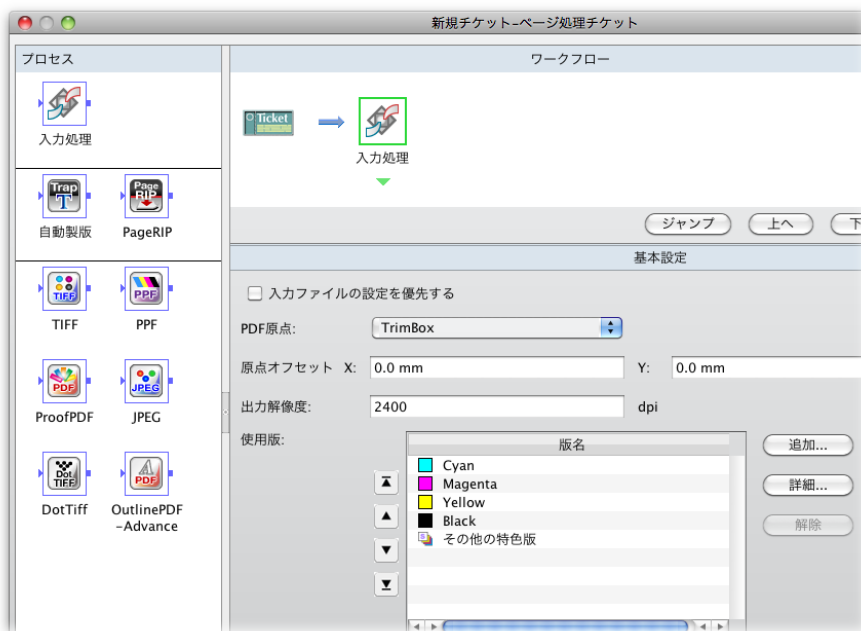 新規チケット-ページ処理チケット
プロセス
入力処理
Trap
T
自動製版
Page
RIP
PageRIP
TIFF
TIFF
PPF
PPF
PDF
ProofPDF
JPEG
JPEG
Dot
TIFF
DotTiff
PDF
OutlinePDF
-Advance
ワークフロー
Ticket
入力処理
ジャンプ
上へ
下
基本設定
入力ファイルの設定を優先する
PDF原点: TrimBox
原点オフセット X: 0.0 mm Y: 0.0 mm
出力解像度: 2400 dpi
使用版:
版名
Cyan
Magenta
Yellow
Black
その他の特色版
追加...
詳細...
解除